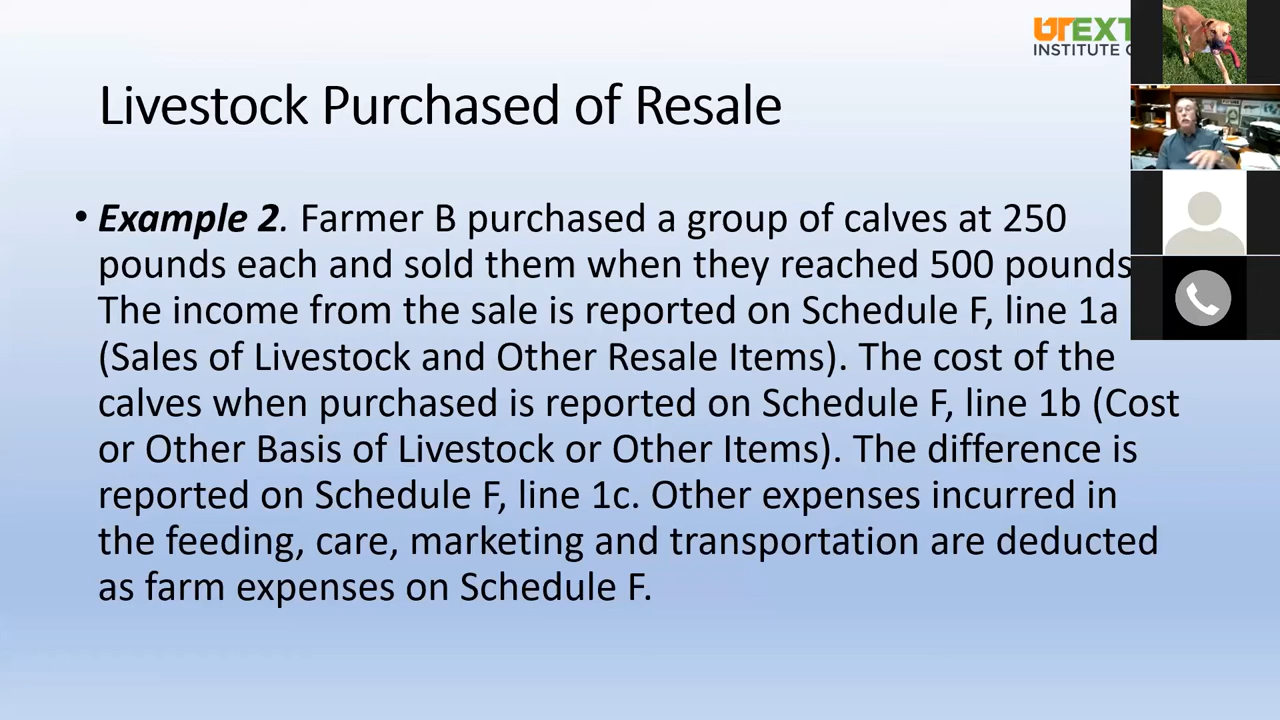 UTEXT
INSTITUTE
Livestock Purchased of Resale
• Example 2. Farmer B purchased a group of calves at 250
pounds each and sold them when they reached 500 pounds
The income from the sale is reported on Schedule F, line 1a
(Sales of Livestock and Other Resale Items). The cost of the
calves when purchased is reported on Schedule F, line 1b (Cost
or Other Basis of Livestock or Other Items). The difference is
reported on Schedule F, line 1c. Other expenses incurred in
the feeding, care, marketing and transportation are deducted
as farm expenses on Schedule F.